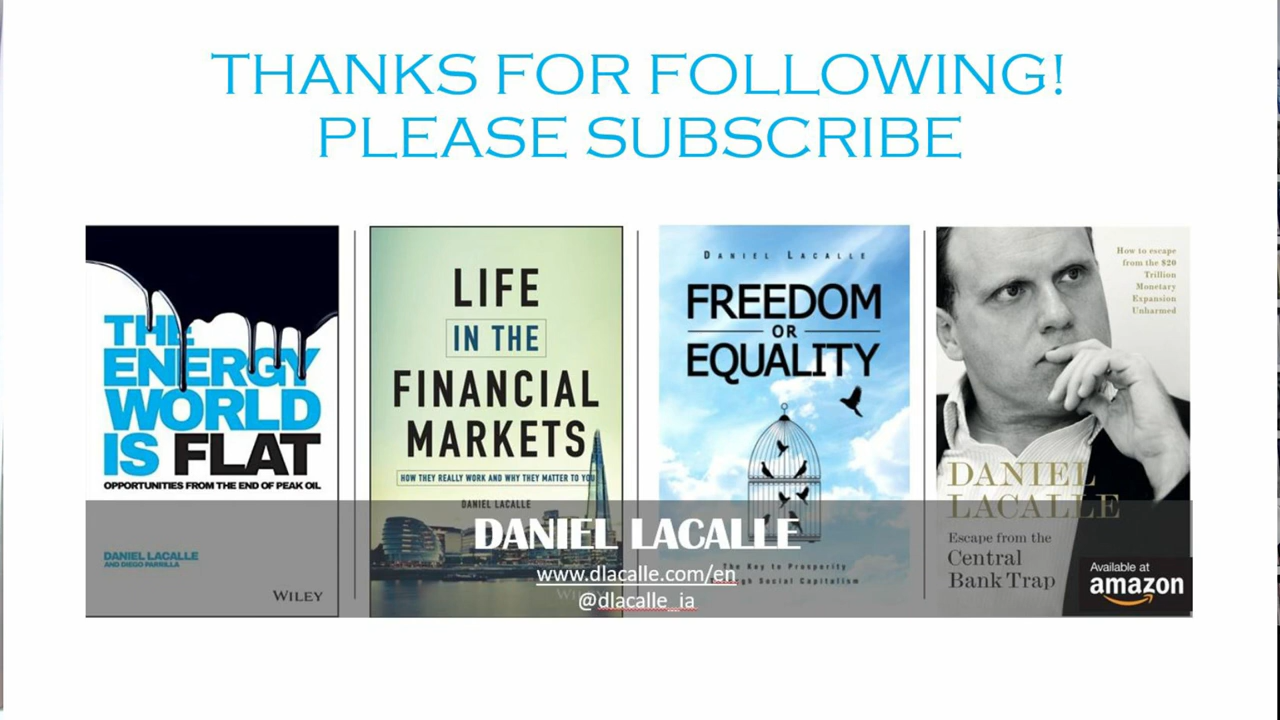 THANKS FOR FOLLOWING!
PLEASE SUBSCRIBE
THE
ENERGY
WORLD
IS FLAT
OPPORTUNITIES FROM THE END OF PEAK OIL
DANIEL LACALLE
AND DIEGO PARRILLA
WILEY
LIFE
IN THE
FINANCIAL
MARKETS
HOW THEY REALLY WORK AND WHY THEY MATTER TO YOU
DANIEL LACALLE
DANIEL LACALLE
FREEDOM
OR
EQUALITY
The Key to Prosperity
Social Capitalism
How to escape
from the $20
Trillion
Monetary
Expansion
Unharmed
DANIEL
LACALLE
Escape from the
Central
Bank Trap
Available at
amazon
DANIEL LACALLE
www.dlacalle.com/en
@dlacalle_ia